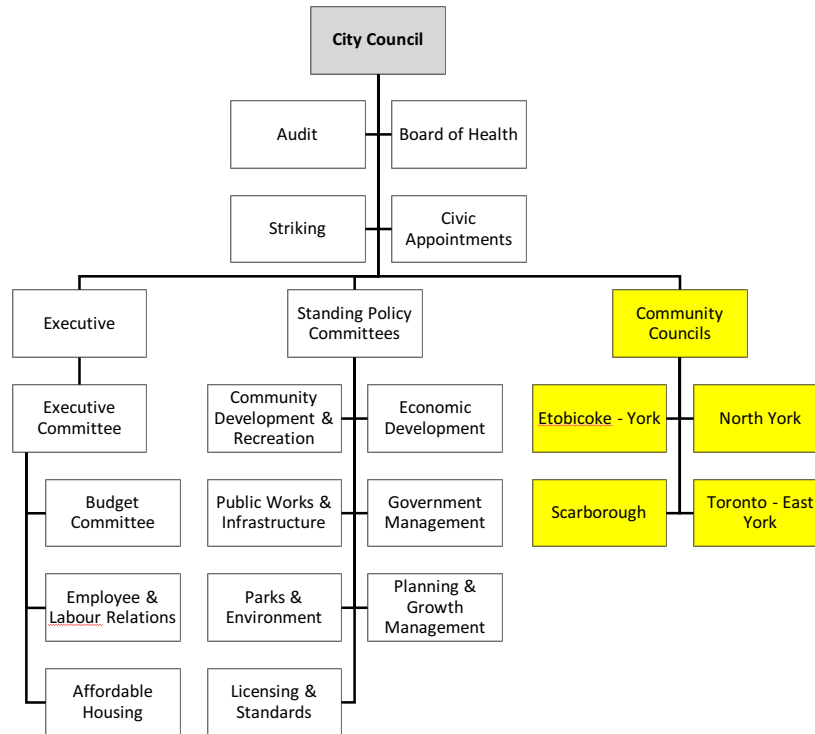 City Council
Audit
Board of Health
Striking
Civic
Appointments
Executive
Standing Policy
Committees
Community
Councils
Executive
Committee
Community
Development &
Recreation
Economic
Development
Etobicoke - York
North York
Budget
Committee
Public Works &
Infrastructure
Government
Management
Scarborough
Toronto - East
York
Employee &
Labour Relations
Parks &
Environment
Planning &
Growth
Management
Affordable
Housing
Licensing &
Standards